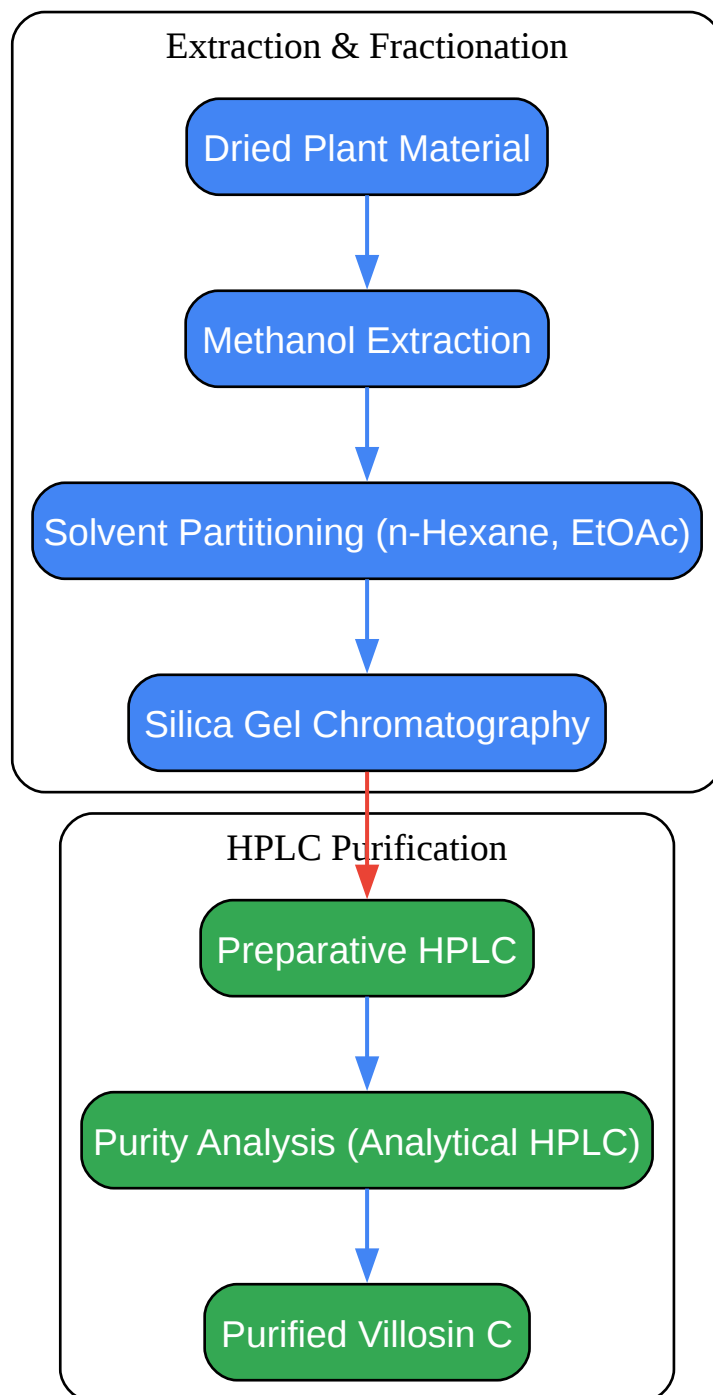 Extraction & Fractionation
Dried Plant Material
Methanol Extraction
Solvent Partitioning (n-Hexane, EtOAc)
Silica Gel Chromatography
HPLC Purification
Preparative HPLC
Purity Analysis (Analytical HPLC)
Purified Villosin C